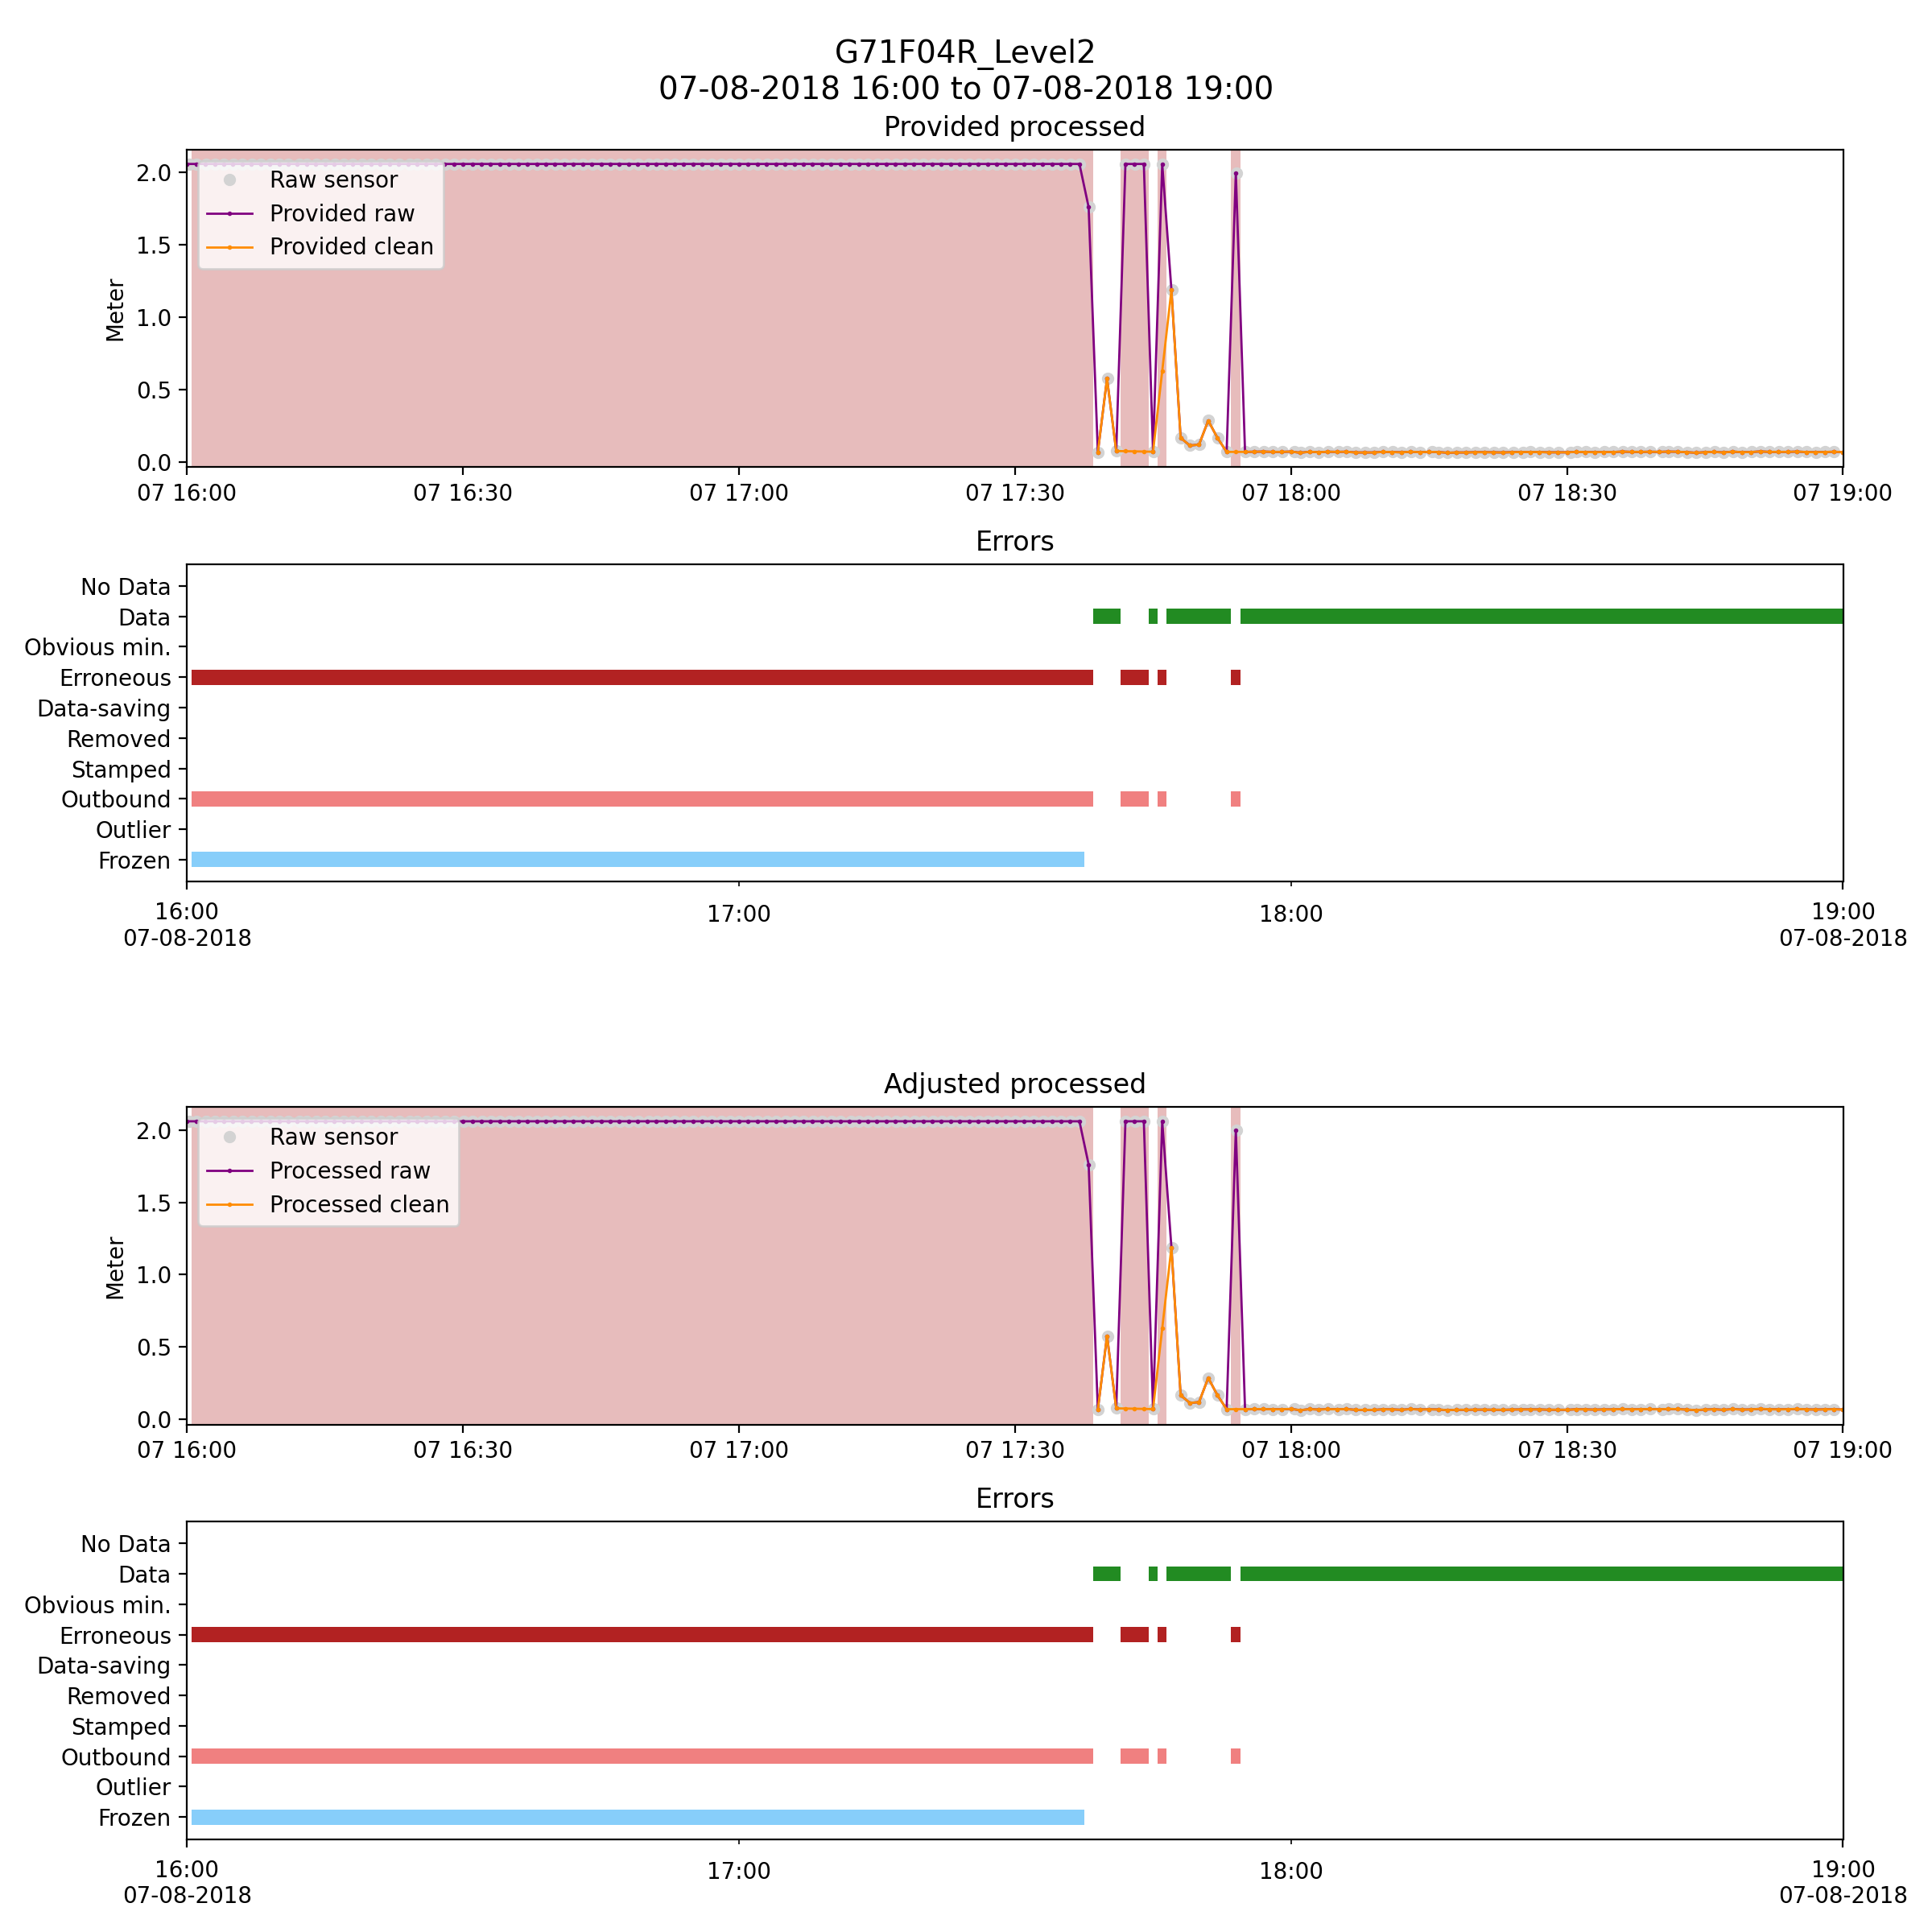 G71F04R_Level2
07-08-2018 16:00 to 07-08-2018 19:00
Provided processed
Meter
2.0
1.5
1.0
0.5
0.0
Raw sensor
Provided raw
Provided clean
07 16:00 07 16:30 07 17:00 07 17:30 07 18:00 07 18:30 07 19:00
Errors
No Data
Data
Obvious min.
Erroneous
Data-saving
Removed
Stamped
Outbound
Outlier
Frozen
16:00 17:00 18:00 19:00
07-08-2018 07-08-2018
Adjusted processed
Meter
2.0
1.5
1.0
0.5
0.0
Raw sensor
Processed raw
Processed clean
07 16:00 07 16:30 07 17:00 07 17:30 07 18:00 07 18:30 07 19:00
Errors
No Data
Data
Obvious min.
Erroneous
Data-saving
Removed
Stamped
Outbound
Outlier
Frozen
16:00 17:00 18:00 19:00
07-08-2018 07-08-2018